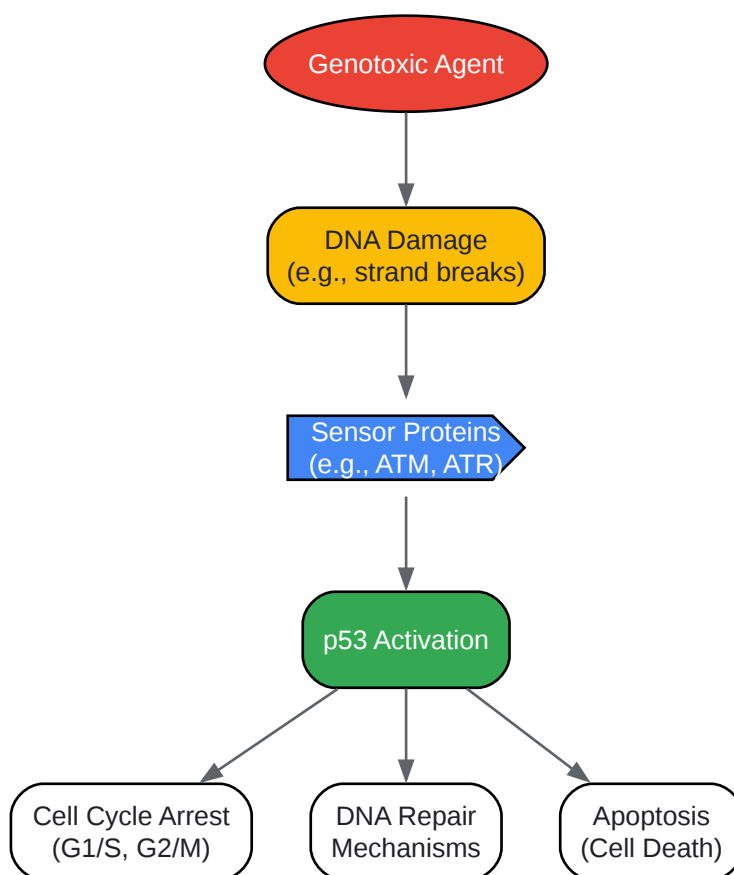 Genotoxic Agent
DNA Damage
(e.g., strand breaks)
Sensor Proteins
(e.g., ATM, ATR)
p53 Activation
Cell Cycle Arrest
(G1/S, G2/M)
DNA Repair
Mechanisms
Apoptosis
(Cell Death)